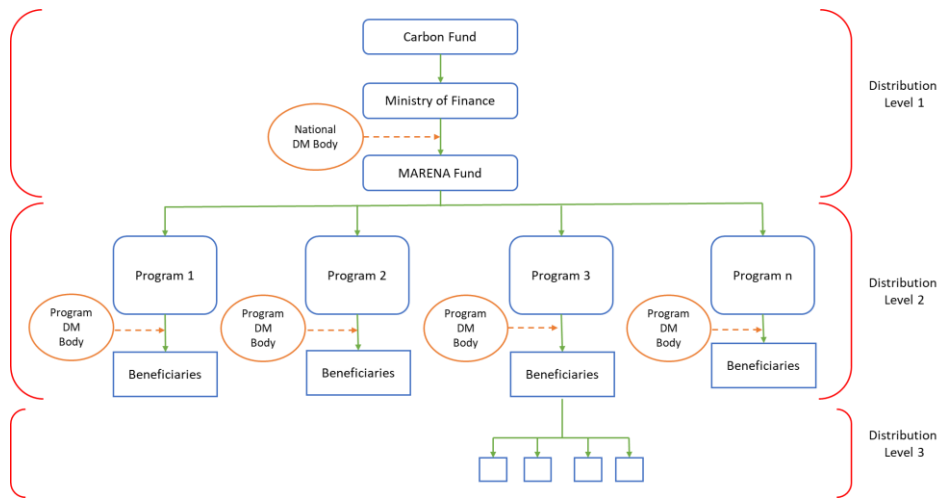 Carbon Fund
Distribution
Level 1
Ministry of Finance
National
DM Body
MARENA Fund
Program 1
Program 2
Program 3
Program n
Distribution
Level 2
Program
DM
Body
Program
DM
Body
Program
DM
Body
Program
DM
Body
Beneficiaries
Beneficiaries
Beneficiaries
Beneficiaries
Distribution
Level 3